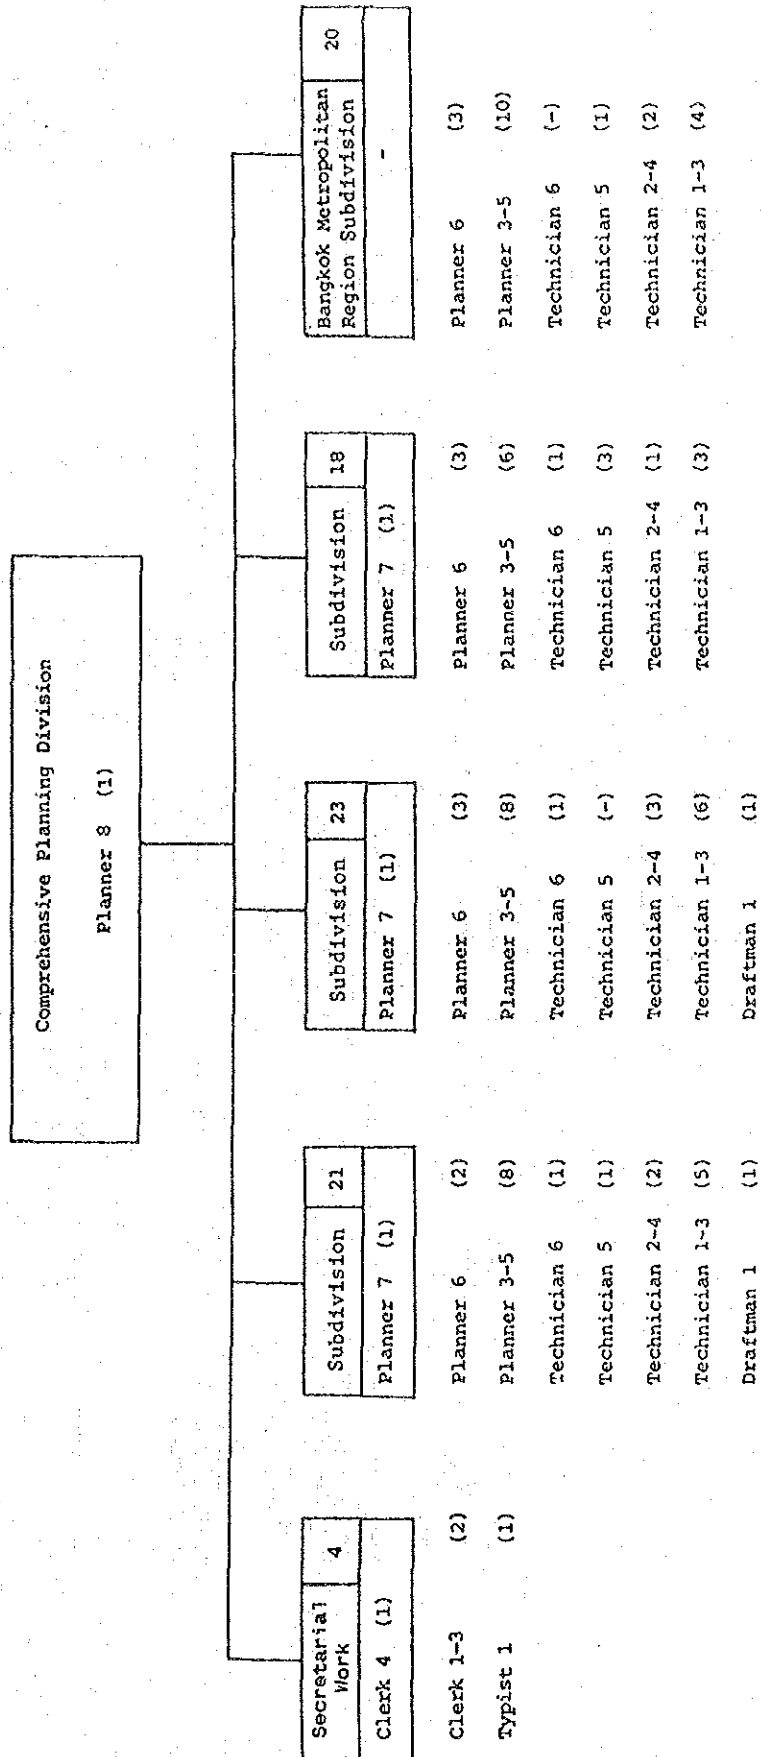 Comprehensive Planning Division
Planner 8 (1)
Secretarial
Work
4
Clerk 4 (1)
Clerk 1-3 (2)
Typist 1 (1)
Subdivision 21
Planner 7 (1)
Planner 6 (2)
Planner 3-5 (8)
Technician 6 (1)
Technician 5 (1)
Technician 2-4 (2)
Technician 1-3 (5)
Draftman 1 (1)
Subdivision 23
Planner 7 (1)
Planner 6 (3)
Planner 3-5 (8)
Technician 6 (1)
Technician 5 (-)
Technician 2-4 (3)
Technician 1-3 (6)
Draftman 1 (1)
Subdivision 18
Planner 7 (1)
Planner 6 (3)
Planner 3-5 (6)
Technician 6 (1)
Technician 5 (3)
Technician 2-4 (1)
Technician 1-3 (3)
Bangkok Metropolitan
Region Subdivision
20
-
Planner 6 (3)
Planner 3-5 (10)
Technician 6 (-)
Technician 5 (1)
Technician 2-4 (2)
Technician 1-3 (4)